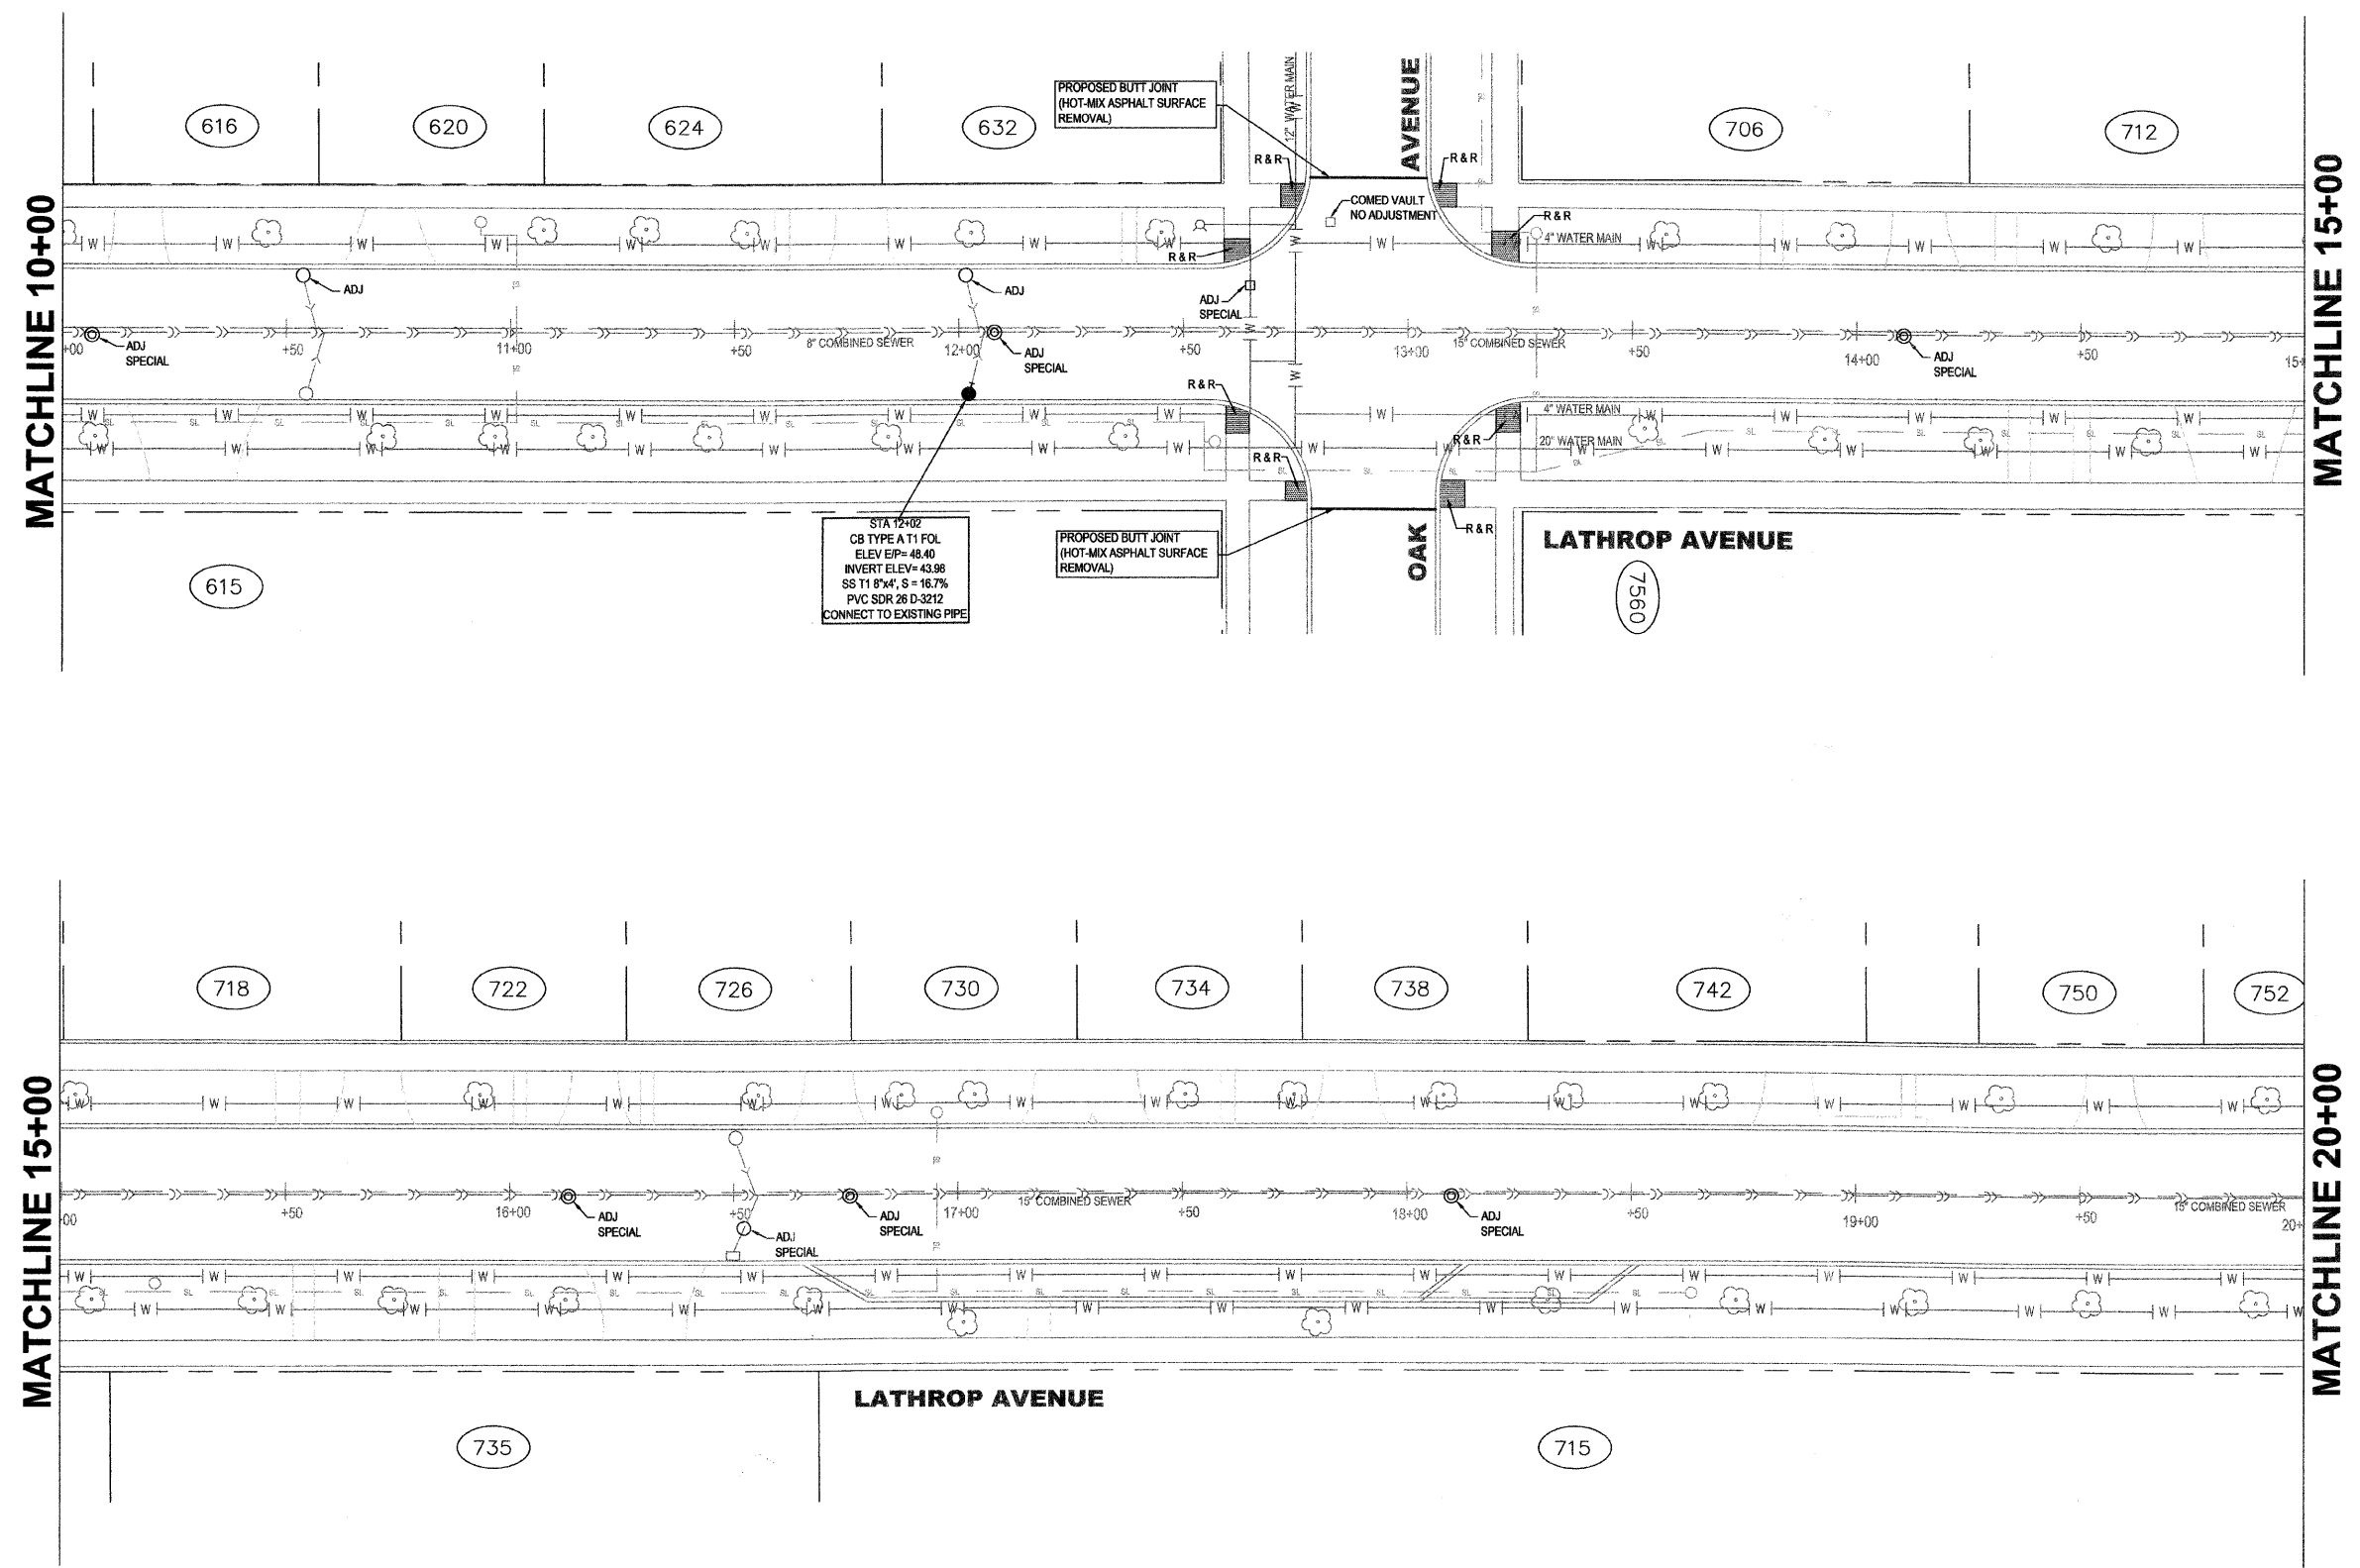 MATCHLINE 10+00
616
620
624
632
PROPOSED BUTT JOINT
(HOT-MIX ASPHALT SURFACE
REMOVAL)
12" WATER MAIN
AVENUE
706
712
MATCHLINE 15+00
R & R
R & R
COMED VAULT
NO ADJUSTMENT
R & R
R & R
4" WATER MAIN
ADJ
ADJ
ADJ
SPECIAL
+00
ADJ
SPECIAL
+50
11+00
+50
8" COMBINED SEWER
12+00
ADJ
SPECIAL
+50
13+00
15" COMBINED SEWER
+50
14+00
ADJ
SPECIAL
+50
15+
R & R
4" WATER MAIN
R & R
20" WATER MAIN
R & R
R & R
STA 12+02
CB TYPE A T1 FOL
ELEV E/P= 48.40
INVERT ELEV= 43.98
SS T1 8"x4', S = 16.7%
PVC SDR 26 D-3212
CONNECT TO EXISTING PIPE
PROPOSED BUTT JOINT
(HOT-MIX ASPHALT SURFACE
REMOVAL)
OAK
LATHROP AVENUE
615
7560
MATCHLINE 15+00
718
722
726
730
734
738
742
750
752
MATCHLINE 20+00
+00
+50
16+00
ADJ
SPECIAL
+50
ADJ
SPECIAL
ADJ
SPECIAL
17+00
15" COMBINED SEWER
+50
18+00
ADJ
SPECIAL
+50
19+00
+50
15" COMBINED SEWER
20+
LATHROP AVENUE
735
715